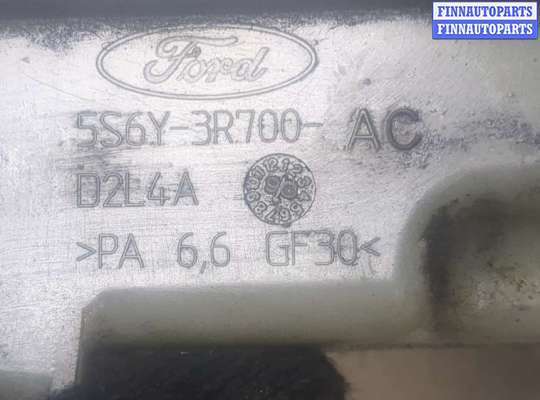 FINNAUTOPARTS
FINNAUTOPARTS
Ford
5S6Y-3R700- AC
D2L4A
>PA 6,6 GF30<